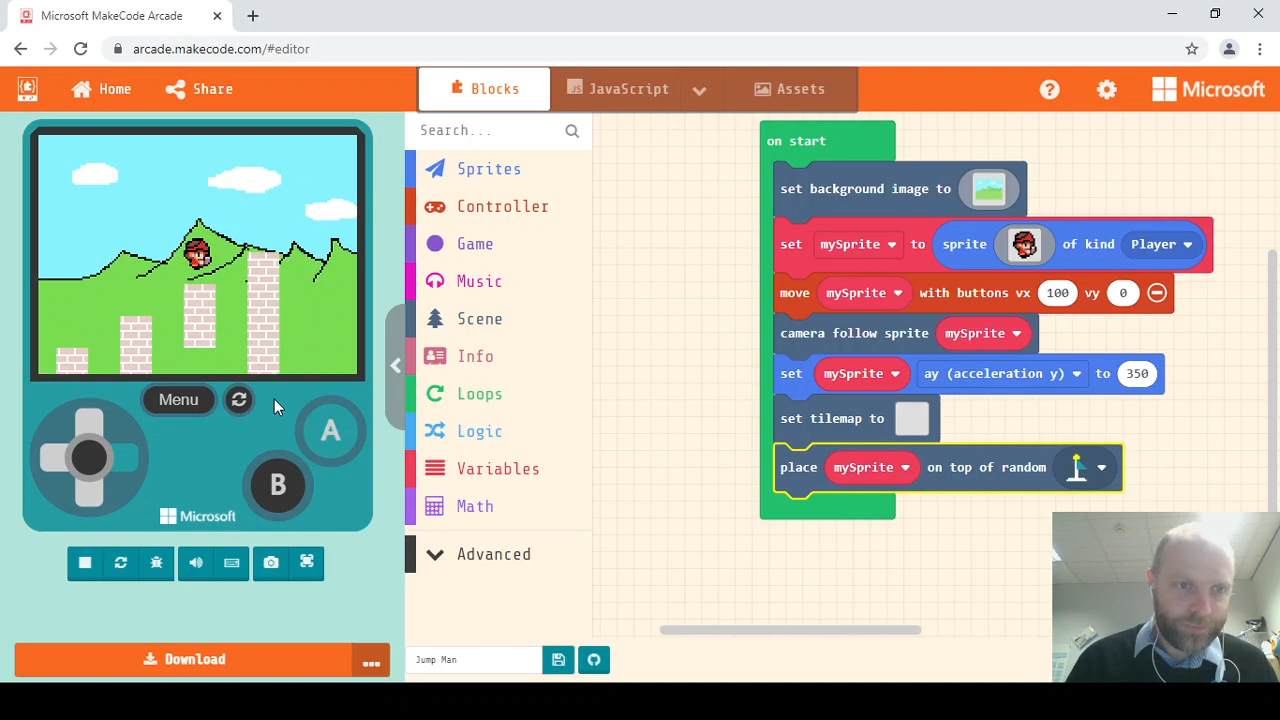 Microsoft MakeCode Arcade
arcade.makecode.com/#editor
Home
Share
Blocks
JavaScript
Assets
Microsoft
Search...
Sprites
Controller
Game
Music
Scene
Info
Loops
Logic
Variables
Math
Advanced
on start
set background image to
set mySprite to sprite of kind Player
move mySprite with buttons vx 100 vy 0
camera follow sprite mySprite
set mySprite ay (acceleration y) to 350
set tilemap to
place mySprite on top of random
Menu
A
B
Microsoft
Download
...
Jump Man